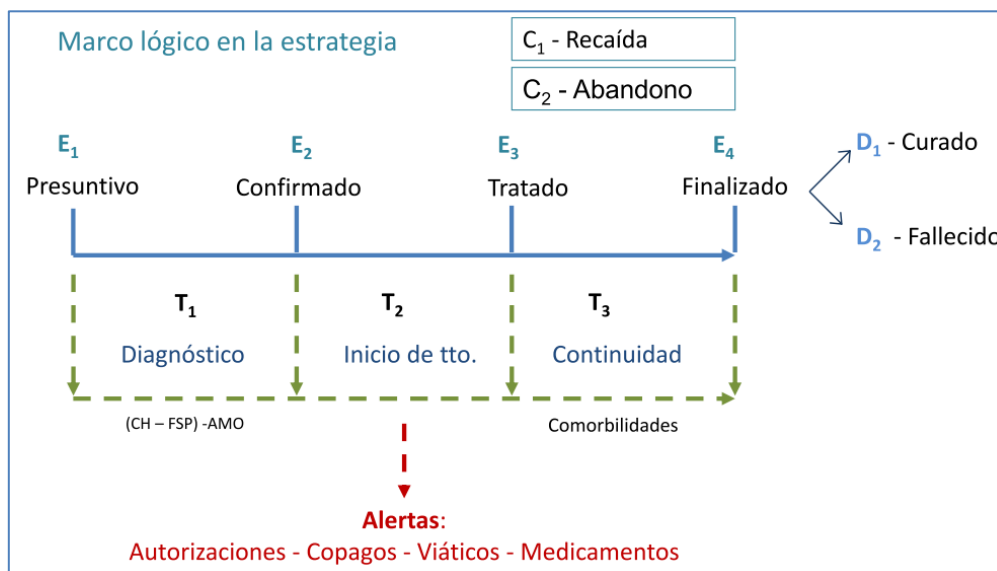 Marco lógico en la estrategia
C₁ - Recaída
C₂ - Abandono
E₁ E₂ E₃ E₄
Presuntivo Confirmado Tratado Finalizado
D₁ - Curado
D₂ - Fallecido
T₁ T₂ T₃
Diagnóstico Inicio de tto. Continuidad
(CH – FSP) -AMO Comorbilidades
Alertas:
Autorizaciones - Copagos - Viáticos - Medicamentos